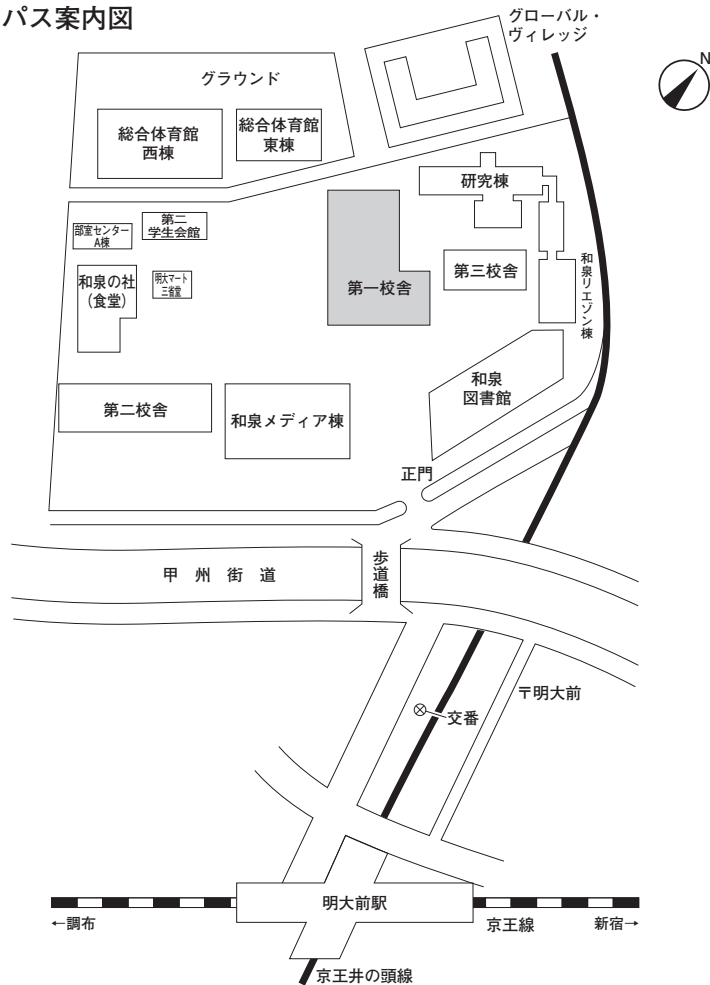 パス案内図
グローバル・
ヴィレッジ
N
グラウンド
総合体育館
西棟
総合体育館
東棟
研究棟
部室センター
A棟
第二
学生会館
和泉の杜
(食堂)
明大マート
三省堂
第一校舎
第三校舎
和泉リエゾン棟
第二校舎
和泉メディア棟
和泉
図書館
正門
甲州街道
歩道橋
〒明大前
交番
明大前駅
←調布
京王線
新宿→
京王井の頭線